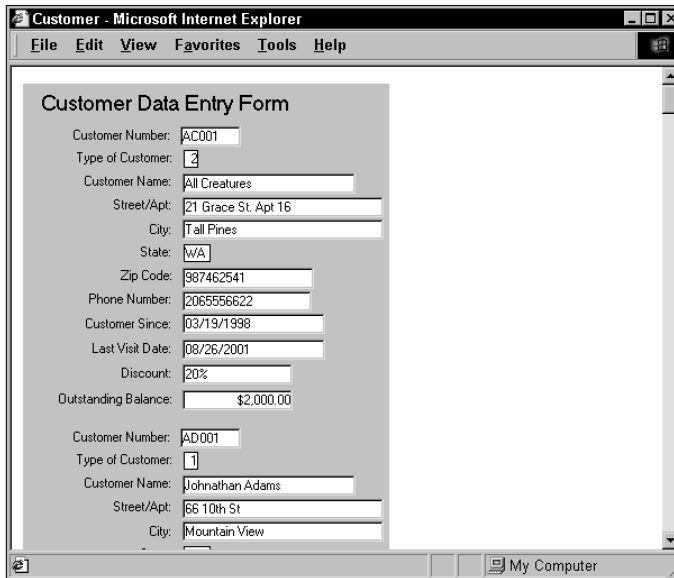 Customer - Microsoft Internet Explorer
File Edit View Favorites Tools Help
Customer Data Entry Form
Customer Number: AC001
Type of Customer: 2
Customer Name: All Creatures
Street/Apt: 21 Grace St. Apt 16
City: Tall Pines
State: WA
Zip Code: 987462541
Phone Number: 2065556622
Customer Since: 03/19/1998
Last Visit Date: 08/26/2001
Discount: 20%
Outstanding Balance: $2,000.00
Customer Number: AD001
Type of Customer: 1
Customer Name: Johnathan Adams
Street/Apt: 66 10th St
City: Mountain View
My Computer